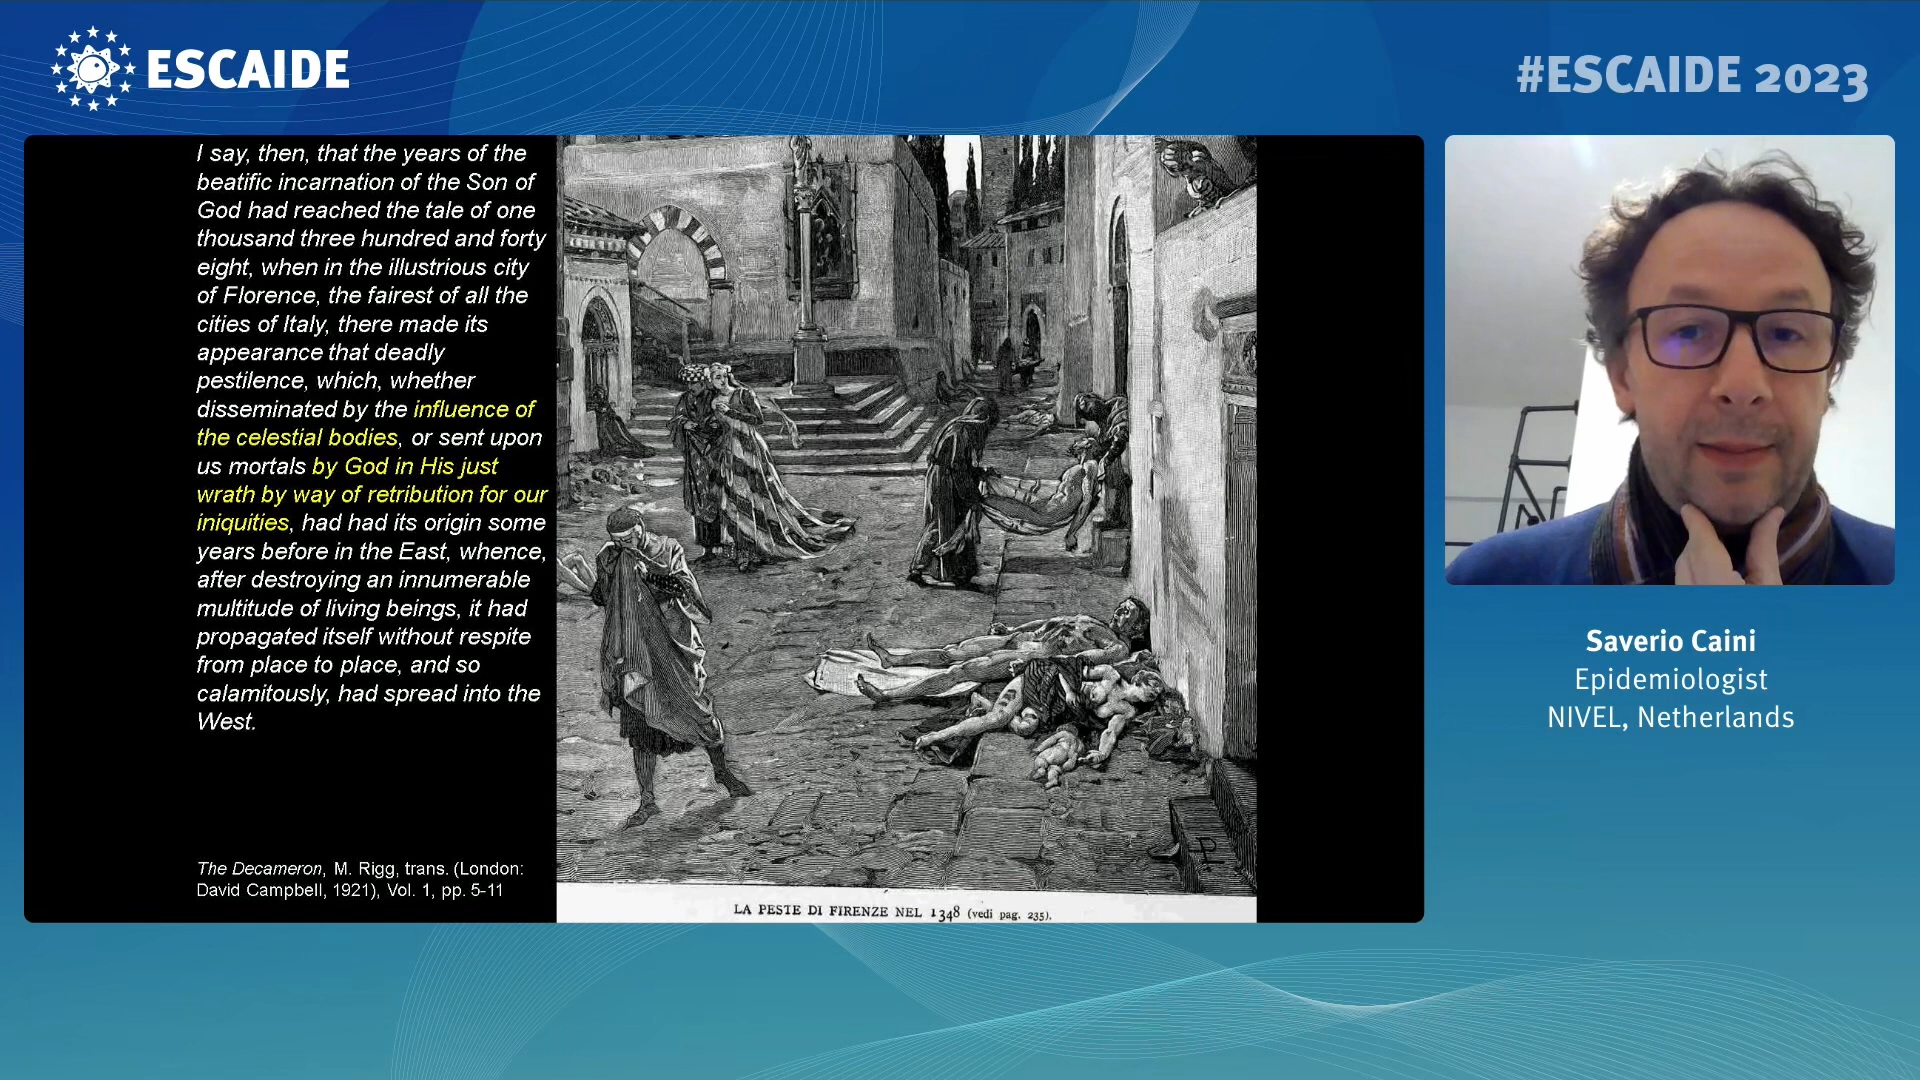 ESCAIDE
#ESCAIDE 2023
I say, then, that the years of the
beatific incarnation of the Son of
God had reached the tale of one
thousand three hundred and forty
eight, when in the illustrious city
of Florence, the fairest of all the
cities of Italy, there made its
appearance that deadly
pestilence, which, whether
disseminated by the influence of
the celestial bodies, or sent upon
us mortals by God in His just
wrath by way of retribution for our
iniquities, had had its origin some
years before in the East, whence,
after destroying an innumerable
multitude of living beings, it had
propagated itself without respite
from place to place, and so
calamitously, had spread into the
West.
The Decameron, M. Rigg, trans. (London:
David Campbell, 1921), Vol. 1, pp. 5-11
LA PESTE DI FIRENZE NEL 1348 (vedi pag. 235).
Saverio Caini
Epidemiologist
NIVEL, Netherlands